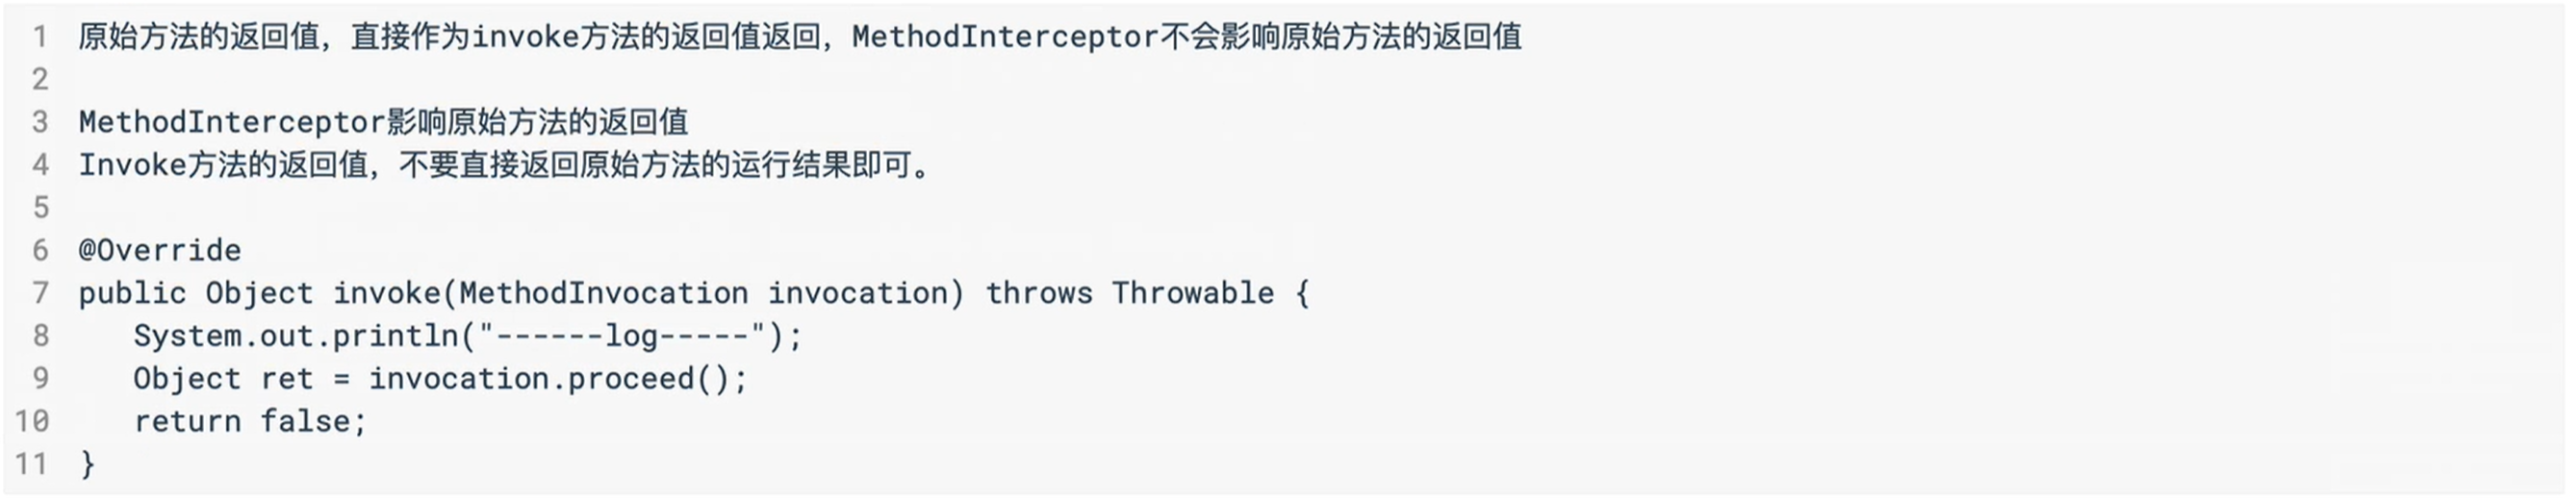 1 原始方法的返回值，直接作为invoke方法的返回值返回，MethodInterceptor不会影响原始方法的返回值
2
3 MethodInterceptor影响原始方法的返回值
4 Invoke方法的返回值，不要直接返回原始方法的运行结果即可。
5
6 @Override
7 public Object invoke(MethodInvocation invocation) throws Throwable {
8    System.out.println("------log-----");
9    Object ret = invocation.proceed();
10    return false;
11 }